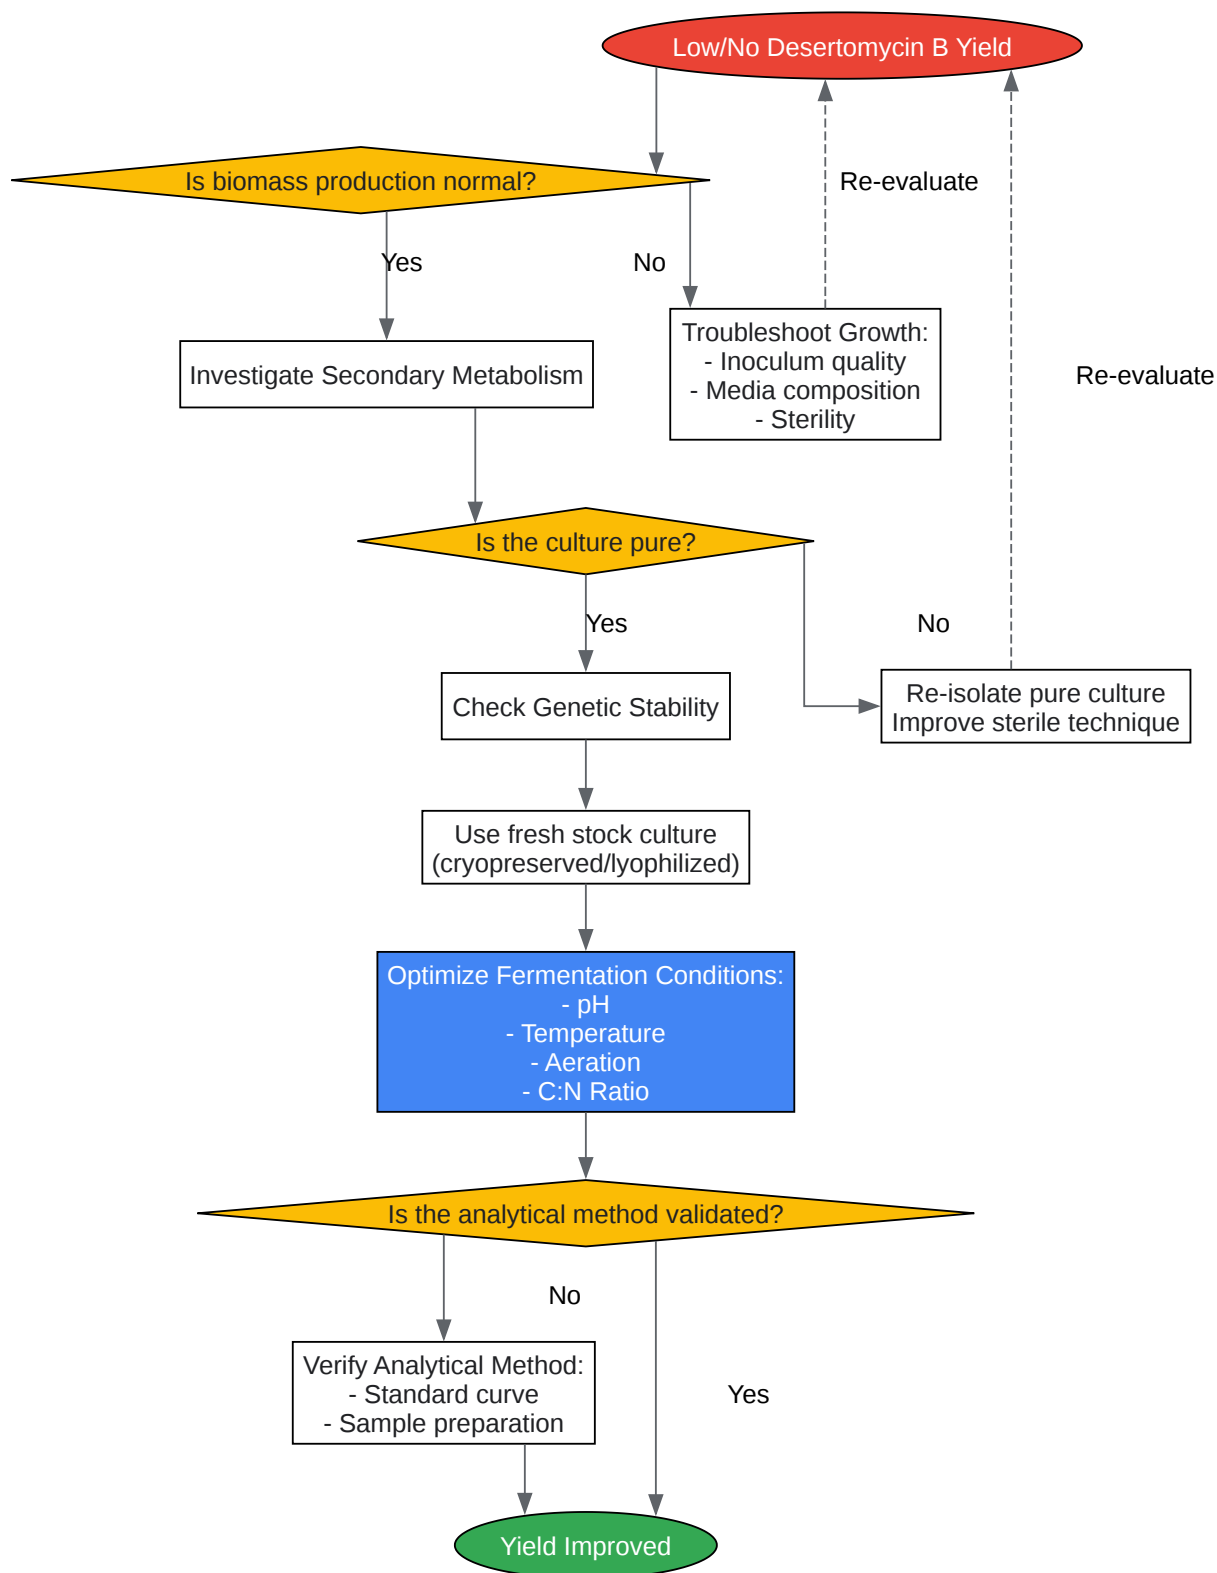 Low/No Desertomycin B Yield
Is biomass production normal?
Re-evaluate
Yes
No
Troubleshoot Growth:
- Inoculum quality
- Media composition
- Sterility
Investigate Secondary Metabolism
Re-evaluate
Is the culture pure?
Yes
No
Check Genetic Stability
Re-isolate pure culture
Improve sterile technique
Use fresh stock culture
(cryopreserved/lyophilized)
Optimize Fermentation Conditions:
- pH
- Temperature
- Aeration
- C:N Ratio
Is the analytical method validated?
No
Verify Analytical Method:
- Standard curve
- Sample preparation
Yes
Yield Improved